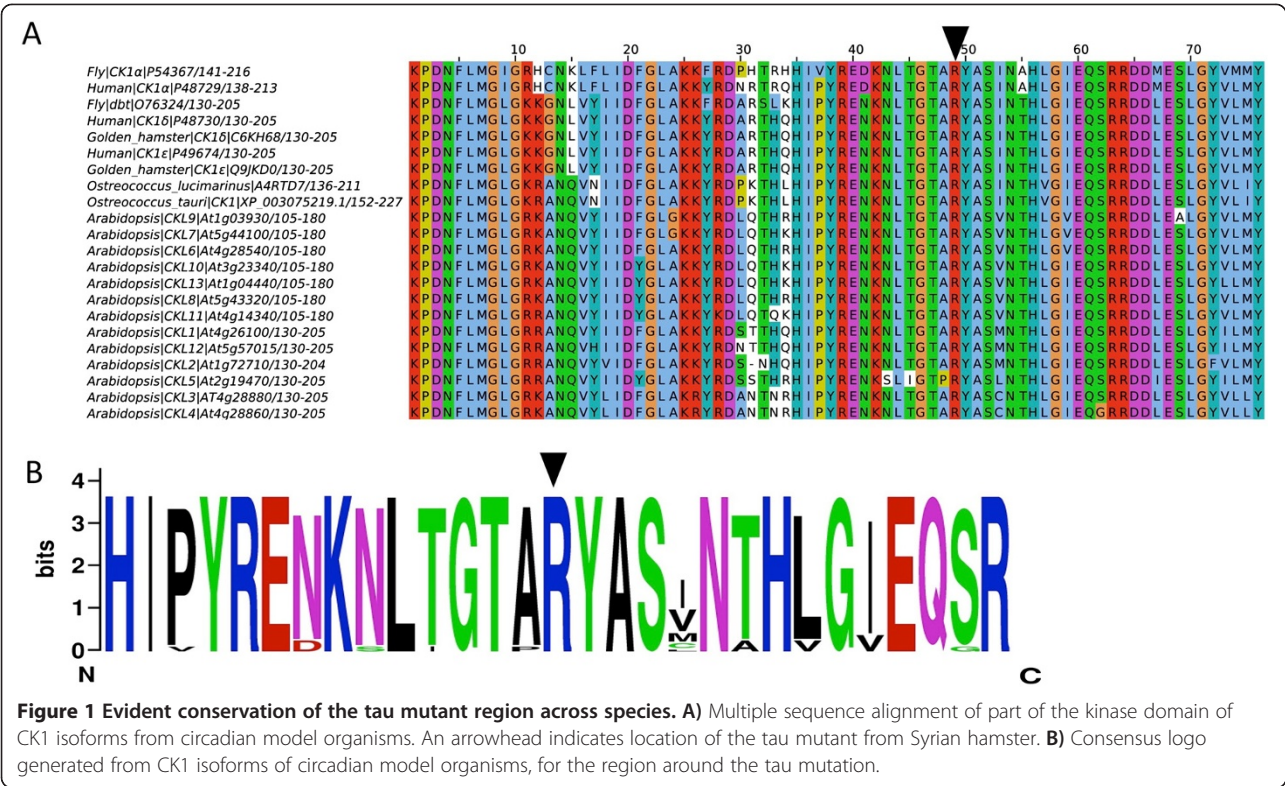 A
10 20 30 40 50 60 70
Fly|CK1α|P54367/141-216 KPDNFLMGIGRHCNKLFLIDFGLAKKFRDPHTRHHIVYREDKNLTGTARYASINAHLGIEQSRRDDMESLGYVMMY
Human|CK1α|P48729/138-213 KPDNFLMGIGRHCNKLFLIDFGLAKKYRDNRTRQHIPYREDKNLTGTARYASINAHLGIEQSRRDDMESLGYVLMY
Fly|dbt|O76324/130-205 KPDNFLMGLGKKGNLVYIIDFGLAKKFRDARSLKHIPYRENKNLTGTARYASINTHLGIEQSRRDDLESLGYVLMY
Human|CK1δ|P48730/130-205 KPDNFLMGLGKKGNLVYIIDFGLAKKYRDARTHQHIPYRENKNLTGTARYASINTHLGIEQSRRDDLESLGYVLMY
Golden_hamster|CK1δ|C6KH68/130-205 KPDNFLMGLGKKGNLVYIIDFGLAKKYRDARTHQHIPYRENKNLTGTARYASINTHLGIEQSRRDDLESLGYVLMY
Human|CK1ε|P49674/130-205 KPDNFLMGLGKKGNLVYIIDFGLAKKYRDARTHQHIPYRENKNLTGTARYASINTHLGIEQSRRDDLESLGYVLMY
Golden_hamster|CK1ε|Q9JKD0/130-205 KPDNFLMGLGKKGNLVYIIDFGLAKKYRDARTHQHIPYRENKNLTGTARYASINTHLGIEQSRRDDLESLGYVLMY
Ostreococcus_lucimarinus|A4RTD7/136-211 KPDNFLMGLGKRANQVNIIDFGLAKKYRDPKTHLHIPYRENKNLTGTARYASINTHVGIEQSRRDDLESLGYVLIY
Ostreococcus_tauri|CK1|XP_003075219.1/152-227 KPDNFLMGLGKRANQVNIIDFGLAKKYRDPKTHLHIPYRENKNLTGTARYASINTHVGIEQSRRDDLESLGYVLIY
Arabidopsis|CKL9|At1g03930/105-180 KPDNFLMGLGRKANQVYIIDFGLGKKYRDLQTHRHIPYRENKNLTGTARYASVNTHLGVEQSRRDDLEALGYVLMY
Arabidopsis|CKL7|At5g44100/105-180 KPDNFLMGLGRKANQVYIIDFGLGKKYRDLQTHKHIPYRENKNLTGTARYASVNTHLGVEQSRRDDLESLGYVLMY
Arabidopsis|CKL6|At4g28540/105-180 KPDNFLMGLGRKANQVYIIDFGLAKKYRDLQTHRHIPYRENKNLTGTARYASVNTHLGVEQSRRDDLESLGYVLMY
Arabidopsis|CKL10|At3g23340/105-180 KPDNFLMGLGRKANQVYIIDYGLAKKYRDLQTHKHIPYRENKNLTGTARYASVNTHLGIEQSRRDDLESLGYVLMY
Arabidopsis|CKL13|At1g04440/105-180 KPDNFLMGLGRKANQVYIIDYGLAKKYRDLQTHKHIPYRENKNLTGTARYASVNTHLGIEQSRRDDLESLGYLLMY
Arabidopsis|CKL8|At5g43320/105-180 KPDNFLMGLGRKANQVYIIDYGLAKKYRDLQTHRHIPYRENKNLTGTARYASVNTHLGIEQSRRDDLESLGYVLMY
Arabidopsis|CKL11|At4g14340/105-180 KPDNFLMGLGRRANQVYIIDYGLAKKYRDLQTQKHIPYRENKNLTGTARYASVNTHLGIEQSRRDDLESLGYVLMY
Arabidopsis|CKL1|At4g26100/130-205 KPDNFLMGLGRRANQVYIIDFGLAKKYRDSTTHQHIPYRENKNLTGTARYASMNTHLGIEQSRRDDLESLGYILMY
Arabidopsis|CKL12|At5g57015/130-205 KPDNFLMGLGRRANQVHIIDFGLAKKYRDNTTHQHIPYRENKNLTGTARYASMNTHLGIEQSRRDDLESLGYILMY
Arabidopsis|CKL2|At1g72710/130-204 KPDNFLMGLGRRANQVYVIDFGLAKKYRDS-NHQHIPYRENKNLTGTARYASMNTHLGIEQSRRDDLESLGFVLMY
Arabidopsis|CKL5|At2g19470/130-205 KPDNFLMGLGRRANQVYIIDYGLAKKYRDSSTHRHIPYRENKSLIGTPRYASLNTHLGIEQSRRDDIESLGYILMY
Arabidopsis|CKL3|AT4g28880/130-205 KPDNFLMGLGRKANQVYLIDFGLAKRYRDANTNRHIPYRENKNLTGTARYASCNTHLGIEQSRRDDLESLGYVLLY
Arabidopsis|CKL4|At4g28860/130-205 KPDNFLMGLGRKANQVYLIDFGLAKRYRDANTNRHIPYRENKNLTGTARYASCNTHLGIEQGRRDDLESLGYVLLY
B
bits
4
3
2
1
0
HIPYRENKNLTGTARYASINTHLGIEQSR
V D S I P V A V V G
M
N C
Figure 1 Evident conservation of the tau mutant region across species. A) Multiple sequence alignment of part of the kinase domain of
CK1 isoforms from circadian model organisms. An arrowhead indicates location of the tau mutant from Syrian hamster. B) Consensus logo
generated from CK1 isoforms of circadian model organisms, for the region around the tau mutation.